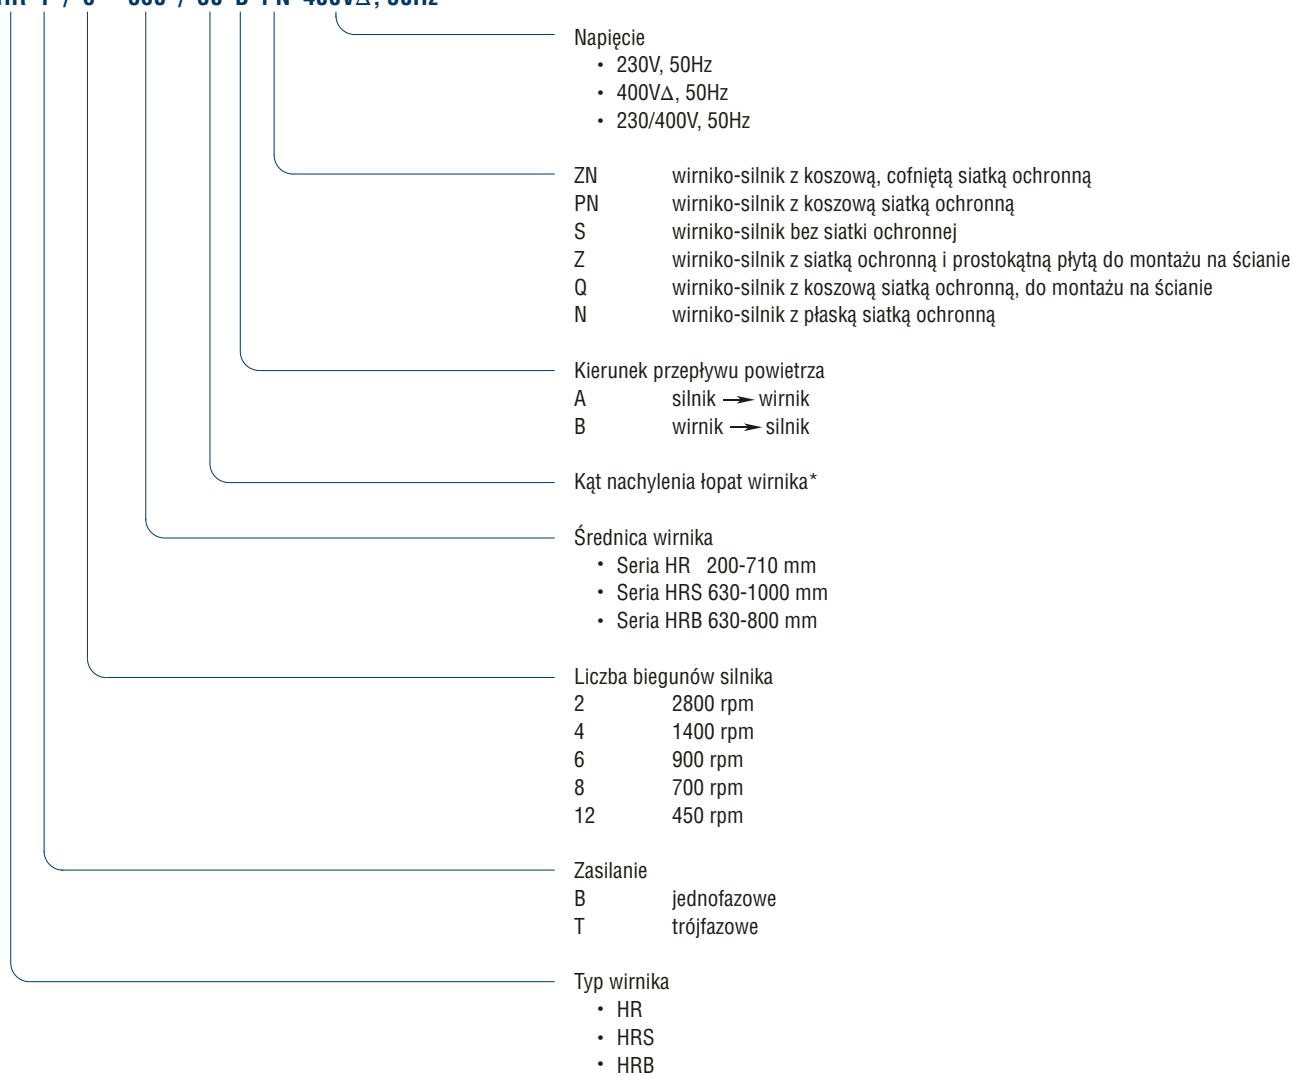 Napięcie
• 230V, 50Hz
• 400VΔ, 50Hz
• 230/400V, 50Hz
ZN wirniko-silnik z koszową, cofniętą siatką ochronną
PN wirniko-silnik z koszową siatką ochronną
S wirniko-silnik bez siatki ochronnej
Z wirniko-silnik z siatką ochronną i prostokątną płytą do montażu na ścianie
Q wirniko-silnik z koszową siatką ochronną, do montażu na ścianie
N wirniko-silnik z płaską siatką ochronną
Kierunek przepływu powietrza
A silnik → wirnik
B wirnik → silnik
Kąt nachylenia łopat wirnika*
Średnica wirnika
• Seria HR 200-710 mm
• Seria HRS 630-1000 mm
• Seria HRB 630-800 mm
Liczba biegunów silnika
2 2800 rpm
4 1400 rpm
6 900 rpm
8 700 rpm
12 450 rpm
Zasilanie
B jednofazowe
T trójfazowe
Typ wirnika
• HR
• HRS
• HRB